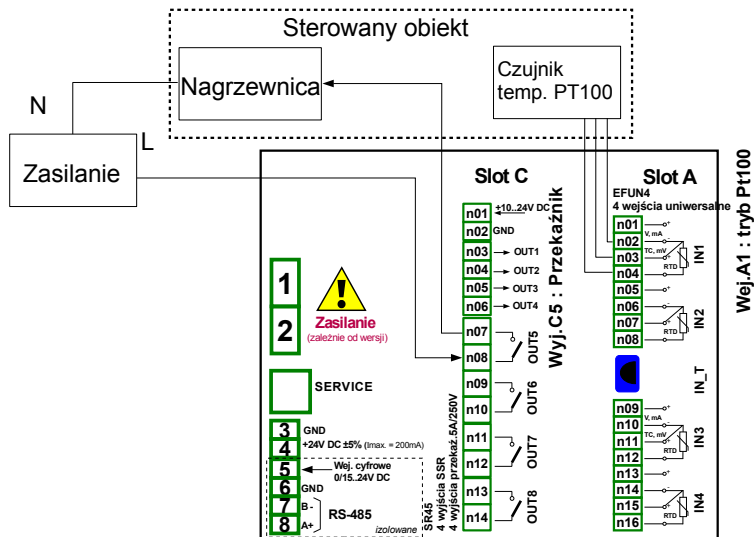 Sterowany obiekt
Nagrzewnica
Czujnik
temp. PT100
N
L
Zasilanie
Slot C
n01
+10..24V DC
n02
GND
n03
OUT1
n04
OUT2
n05
OUT3
n06
OUT4
n07
n08
OUT5
n09
n10
OUT6
n11
n12
OUT7
n13
n14
OUT8
Wyj.C5 : Przekaźnik
SR45
4 wyjścia SSR
4 wyjścia przekaź.5A/250V
Slot A
EFUN4
4 wejścia uniwersalne
n01
+
n02
V, mA
-
n03
TC, mV
+
n04
RTD
IN1
n05
+
n06
-
n07
+
n08
RTD
IN2
IN_T
n09
+
n10
V, mA
-
n11
TC, mV
+
n12
RTD
IN3
n13
+
n14
-
n15
+
n16
RTD
IN4
Wej.A1 : tryb Pt100
1
2
!
Zasilanie
(zależnie od wersji)
SERVICE
3
GND
4
+24V DC ±5% (Imax. = 200mA)
5
Wej. cyfrowe
0/15..24V DC
6
GND
7
B -
8
A+
RS-485
izolowane